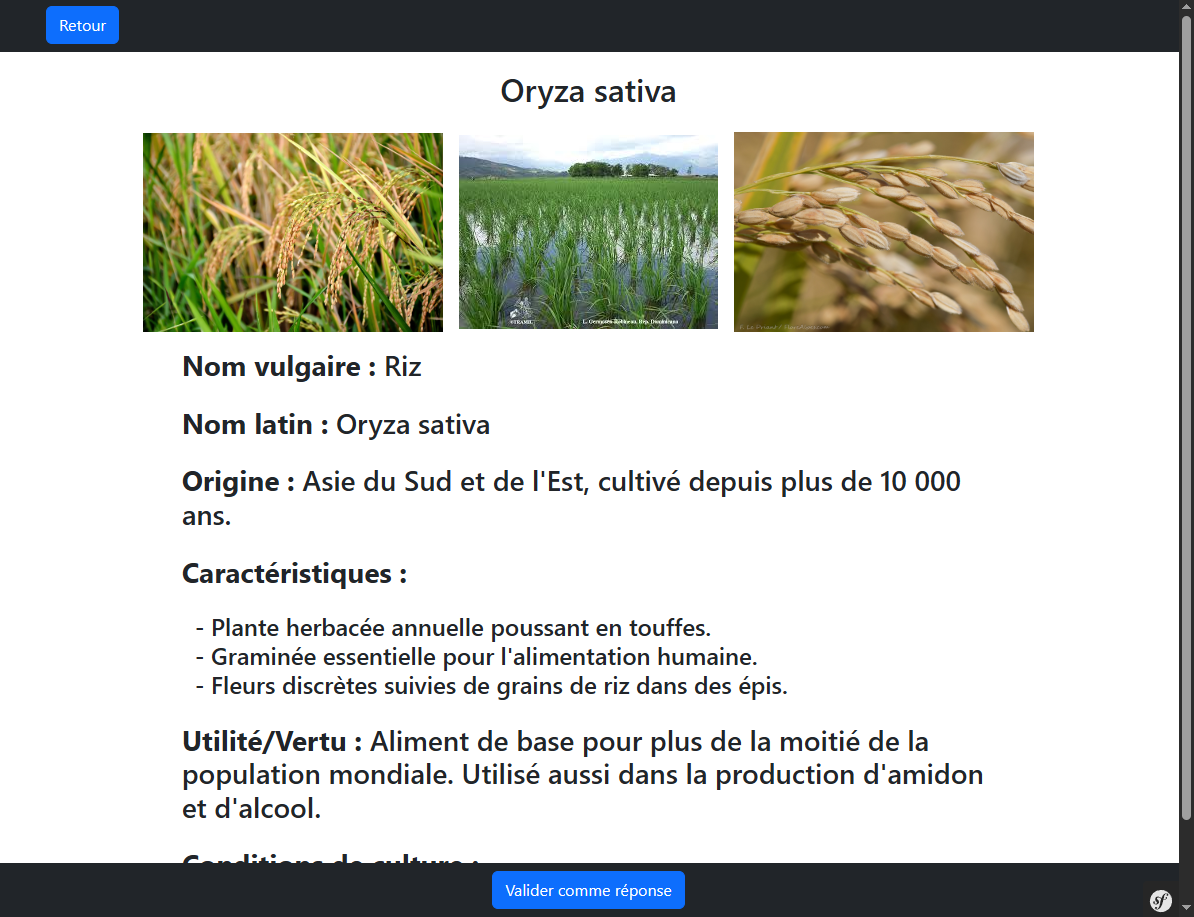 Retour
Oryza sativa
©TRAMIL
L. Germosén-Robineau, Rep. Dominicana
Nom vulgaire : Riz
Nom latin : Oryza sativa
Origine : Asie du Sud et de l'Est, cultivé depuis plus de 10 000
ans.
Caractéristiques :
- Plante herbacée annuelle poussant en touffes.
- Graminée essentielle pour l'alimentation humaine.
- Fleurs discrètes suivies de grains de riz dans des épis.
Utilité/Vertu : Aliment de base pour plus de la moitié de la
population mondiale. Utilisé aussi dans la production d'amidon
et d'alcool.
Conditions de culture :
Valider comme réponse
sf